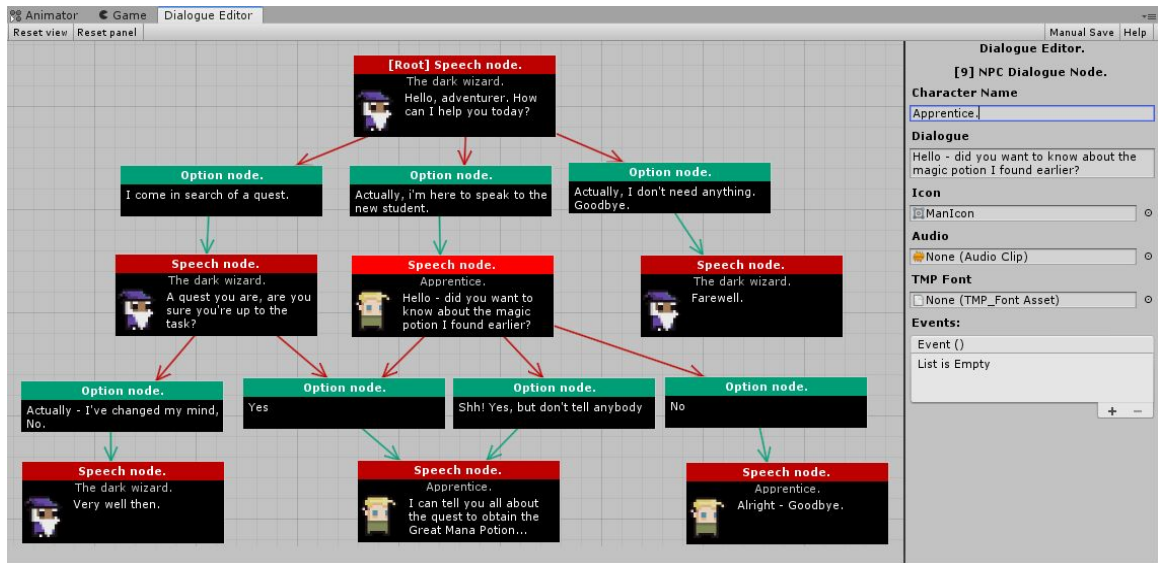 Animator
Game
Dialogue Editor
Reset view
Reset panel
Manual Save
Help
[Root] Speech node.
The dark wizard.
Hello, adventurer. How
can I help you today?
Option node.
I come in search of a quest.
Option node.
Actually, i'm here to speak to the
new student.
Option node.
Actually, I don't need anything.
Goodbye.
Speech node.
The dark wizard.
A quest you are, are you
sure you're up to the
task?
Speech node.
Apprentice.
Hello - did you want to
know about the magic
potion I found earlier?
Speech node.
The dark wizard.
Farewell.
Option node.
Actually - I've changed my mind,
No.
Option node.
Yes
Option node.
Shh! Yes, but don't tell anybody
Option node.
No
Speech node.
The dark wizard.
Very well then.
Speech node.
Apprentice.
I can tell you all about
the quest to obtain the
Great Mana Potion...
Speech node.
Apprentice.
Alright - Goodbye.
Dialogue Editor.
[9] NPC Dialogue Node.
Character Name
Apprentice.
Dialogue
Hello - did you want to know about the
magic potion I found earlier?
Icon
ManIcon
Audio
None (Audio Clip)
TMP Font
None (TMP_Font Asset)
Events:
Event ()
List is Empty
+ −